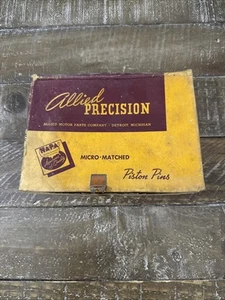 Allied
PRECISION
ALLIED MOTOR PARTS COMPANY · DETROIT, MICHIGAN
NAPA
MICRO-MATCHED
Piston Pins